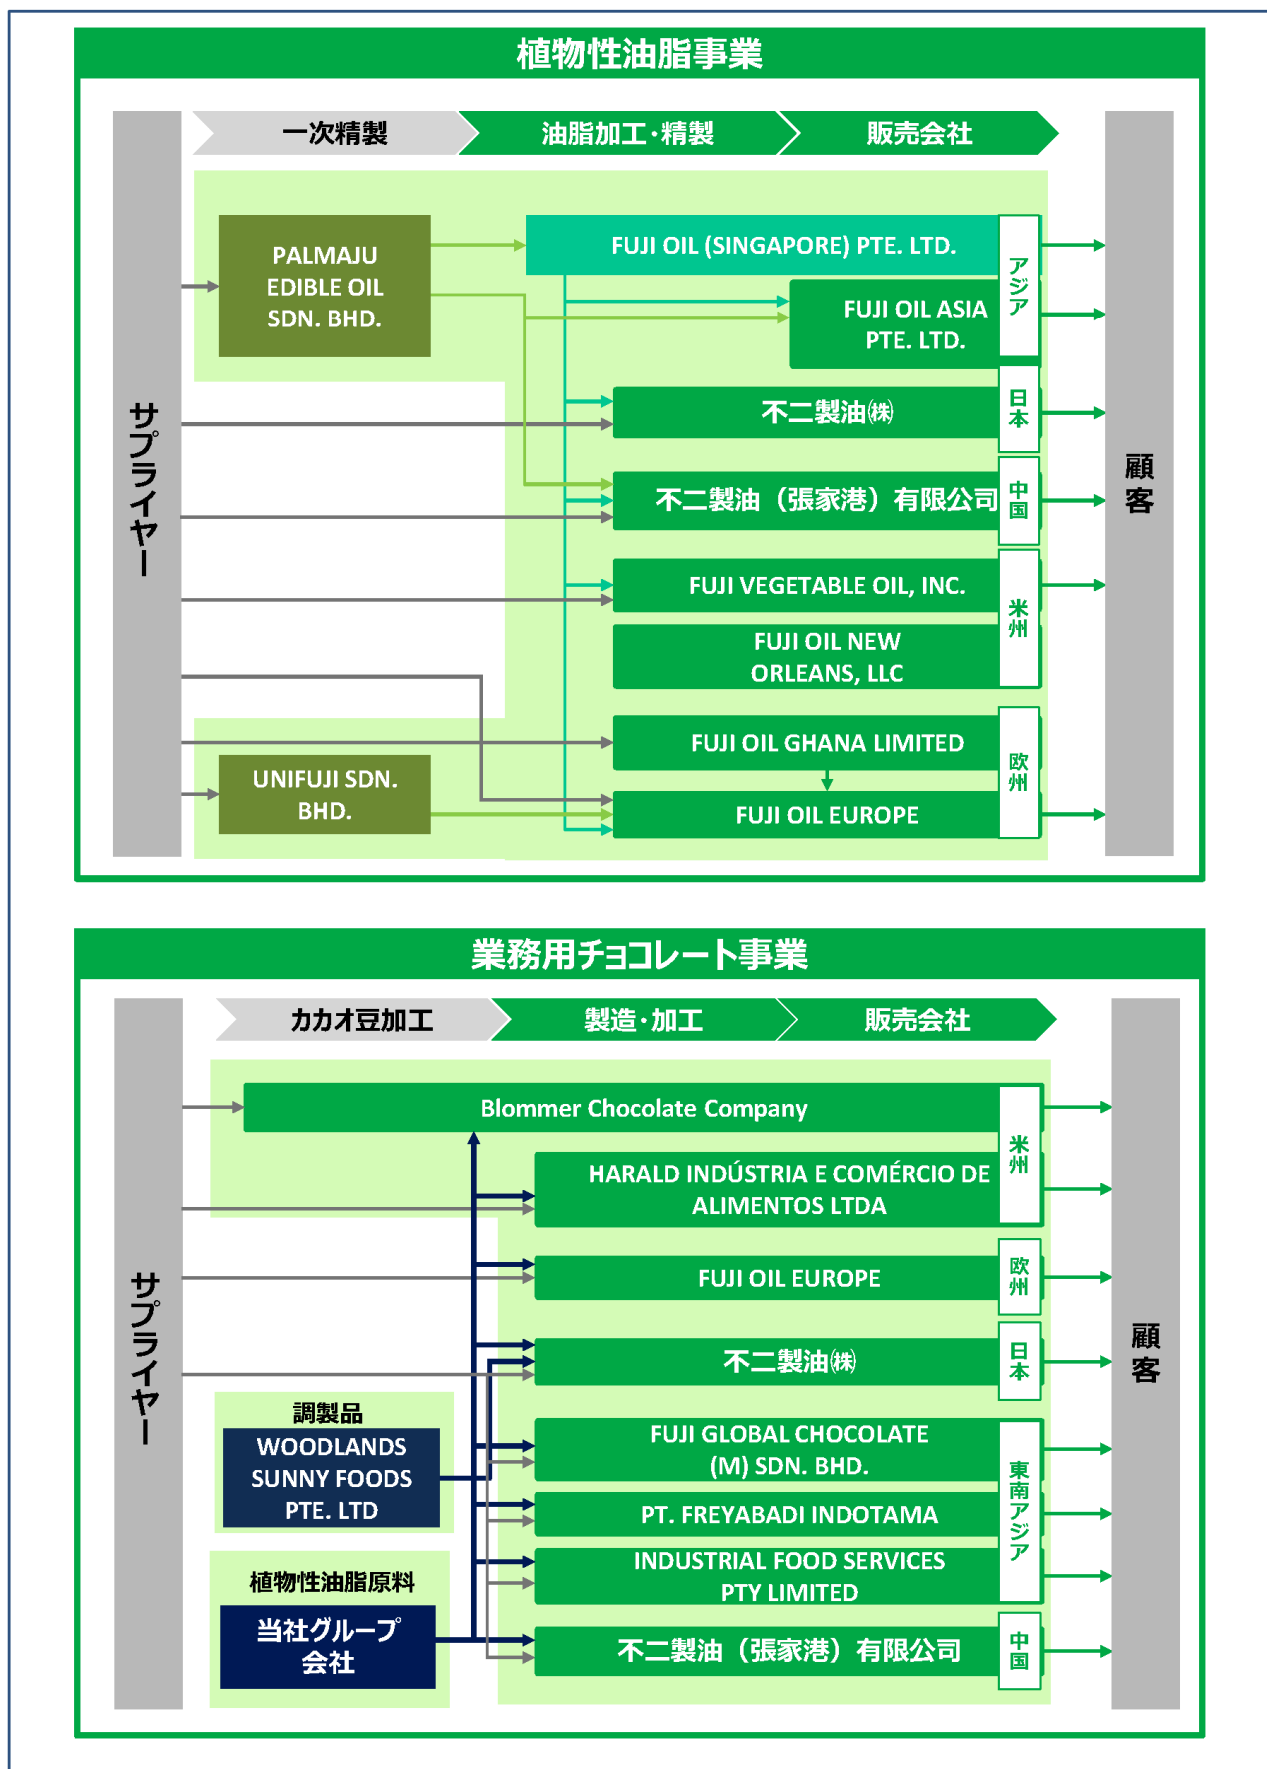 植物性油脂事業
一次精製
油脂加工・精製
販売会社
サプライヤー
PALMAJU
EDIBLE OIL
SDN. BHD.
FUJI OIL (SINGAPORE) PTE. LTD.
アジア
FUJI OIL ASIA
PTE. LTD.
不二製油㈱
日本
不二製油（張家港）有限公司
中国
FUJI VEGETABLE OIL, INC.
米州
FUJI OIL NEW
ORLEANS, LLC
FUJI OIL GHANA LIMITED
欧州
UNIFUJI SDN.
BHD.
FUJI OIL EUROPE
顧客
業務用チョコレート事業
カカオ豆加工
製造・加工
販売会社
サプライヤー
Blommer Chocolate Company
米州
HARALD INDÚSTRIA E COMÉRCIO DE
ALIMENTOS LTDA
FUJI OIL EUROPE
欧州
不二製油㈱
日本
調製品
WOODLANDS
SUNNY FOODS
PTE. LTD
FUJI GLOBAL CHOCOLATE
(M) SDN. BHD.
東南アジア
PT. FREYABADI INDOTAMA
INDUSTRIAL FOOD SERVICES
PTY LIMITED
植物性油脂原料
当社グループ
会社
不二製油（張家港）有限公司
中国
顧客